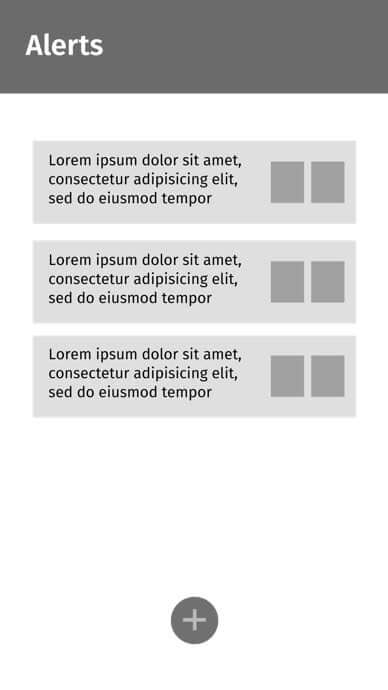 Alerts
Lorem ipsum dolor sit amet,
consectetur adipisicing elit,
sed do eiusmod tempor
Lorem ipsum dolor sit amet,
consectetur adipisicing elit,
sed do eiusmod tempor
Lorem ipsum dolor sit amet,
consectetur adipisicing elit,
sed do eiusmod tempor